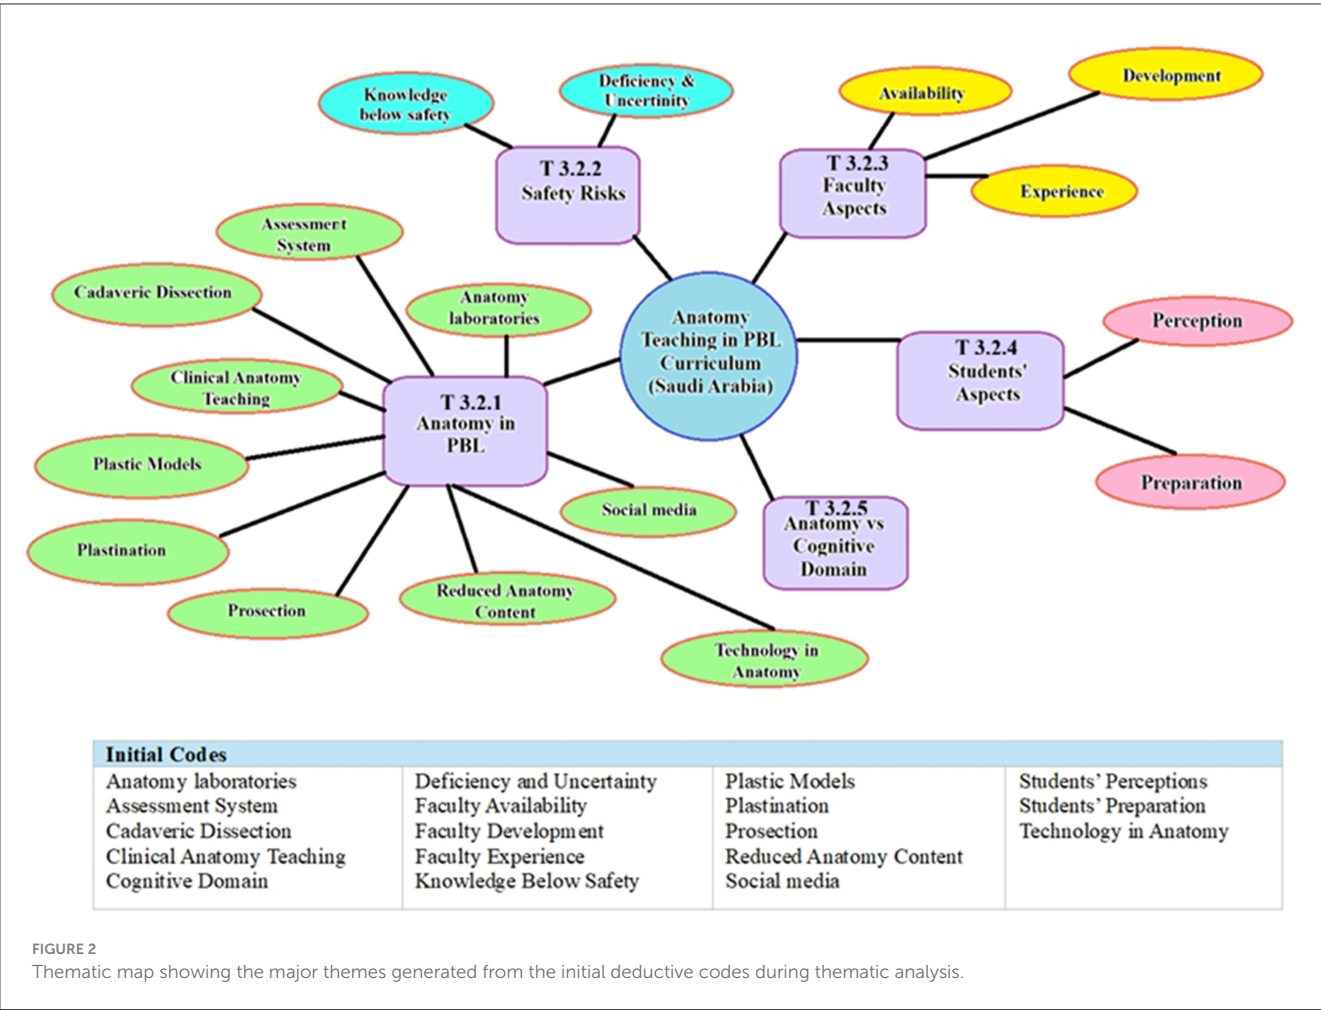 Knowledge
below safety
Deficiency &
Uncertinity
Availability
Development
T 3.2.2
Safety Risks
T 3.2.3
Faculty
Aspects
Experience
Assessment
System
Cadaveric Dissection
Anatomy
laboratories
Anatomy
Teaching in PBL
Curriculum
(Saudi Arabia)
Perception
T 3.2.4
Students'
Aspects
Clinical Anatomy
Teaching
T 3.2.1
Anatomy in
PBL
Plastic Models
Preparation
Social media
T 3.2.5
Anatomy vs
Cognitive
Domain
Plastination
Prosection
Reduced Anatomy
Content
Technology in
Anatomy
Initial Codes
Anatomy laboratories
Assessment System
Cadaveric Dissection
Clinical Anatomy Teaching
Cognitive Domain
Deficiency and Uncertainty
Faculty Availability
Faculty Development
Faculty Experience
Knowledge Below Safety
Plastic Models
Plastination
Prosection
Reduced Anatomy Content
Social media
Students’ Perceptions
Students’ Preparation
Technology in Anatomy
FIGURE 2
Thematic map showing the major themes generated from the initial deductive codes during thematic analysis.